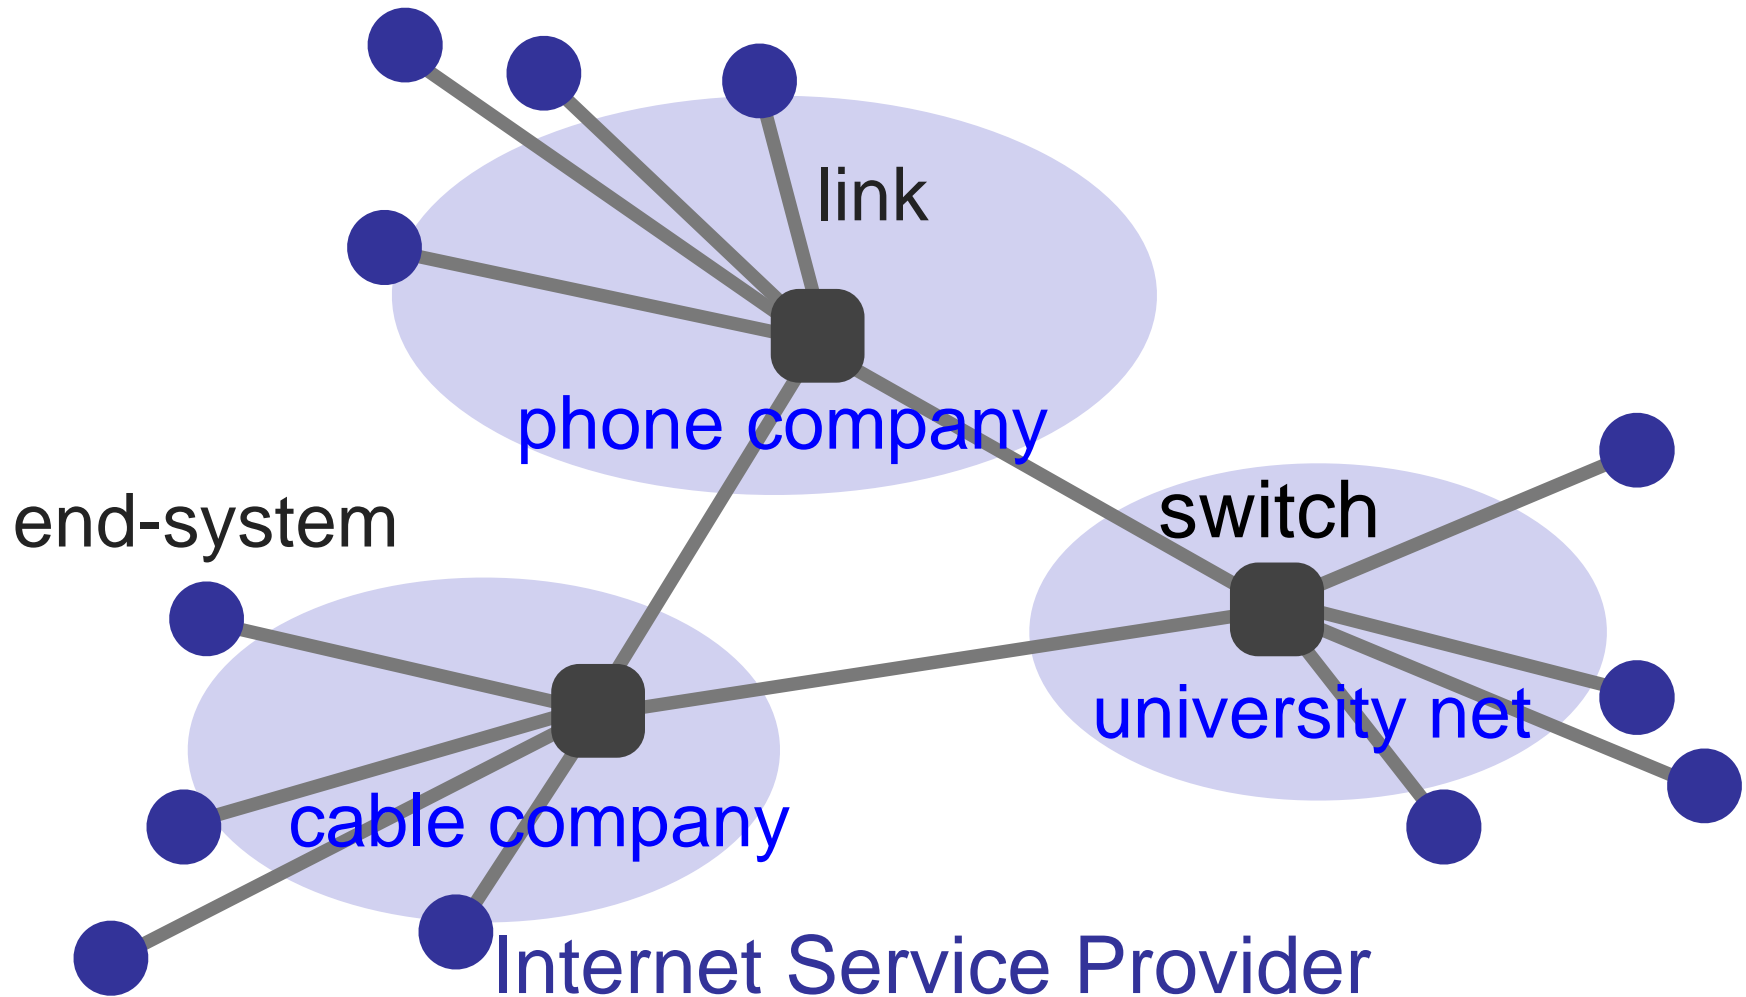 link
phone company
switch
end-system
university net
cable company
Internet Service Provider